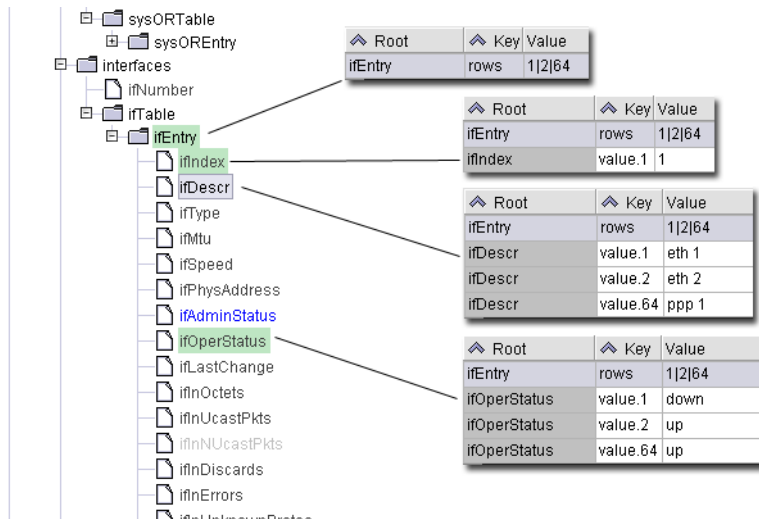 sysORTable
sysOREntry
interfaces
ifNumber
ifTable
ifEntry
ifIndex
ifDescr
ifType
ifMtu
ifSpeed
ifPhysAddress
ifAdminStatus
ifOperStatus
ifLastChange
ifInOctets
ifInUcastPkts
ifInNUcastPkts
ifInDiscards
ifInErrors
ifInUnknownProtos
Root Key Value
ifEntry rows 1|2|64
Root Key Value
ifEntry rows 1|2|64
ifIndex value.1 1
Root Key Value
ifEntry rows 1|2|64
ifDescr value.1 eth 1
ifDescr value.2 eth 2
ifDescr value.64 ppp 1
Root Key Value
ifEntry rows 1|2|64
ifOperStatus value.1 down
ifOperStatus value.2 up
ifOperStatus value.64 up